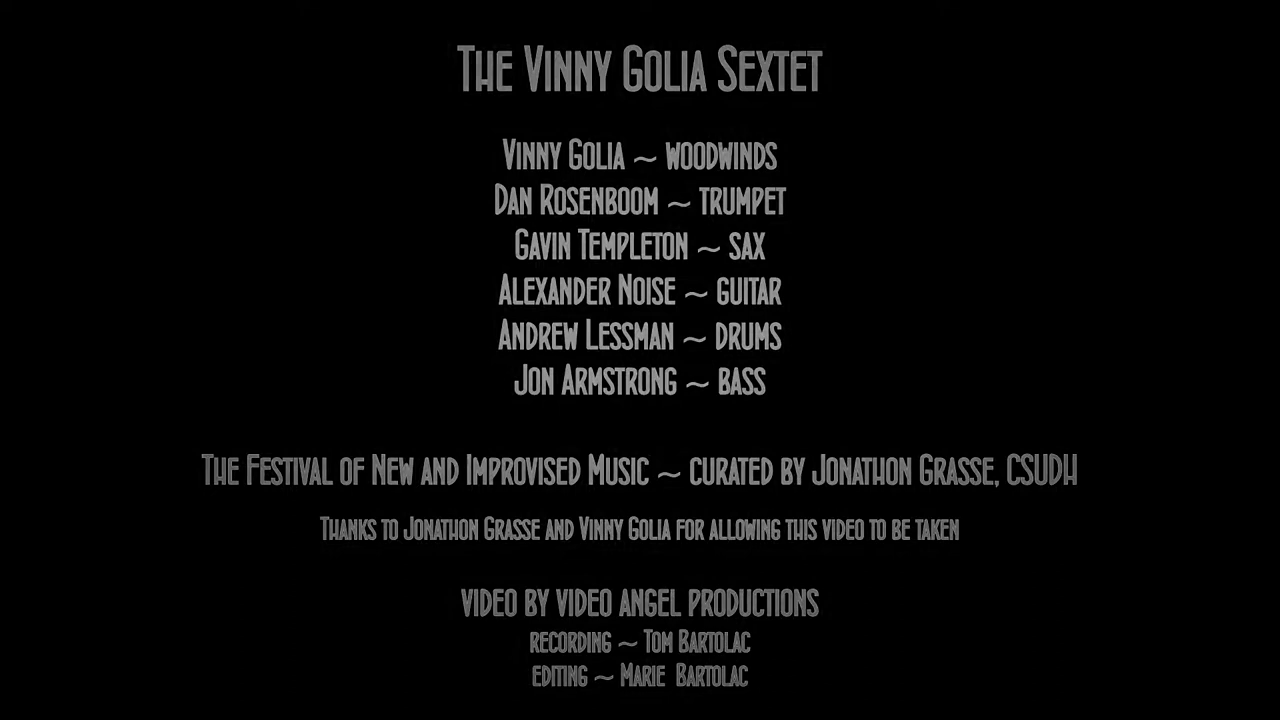 The Vinny Golia Sextet
Vinny Golia ~ woodwinds
Dan Rosenboom ~ trumpet
Gavin Templeton ~ sax
Alexander Noise ~ guitar
Andrew Lessman ~ drums
Jon Armstrong ~ bass
The Festival of New and Improvised Music ~ curated by Jonathon Grasse, CSUDH
Thanks to Jonathon Grasse and Vinny Golia for allowing this video to be taken
VIDEO BY VIDEO ANGEL PRODUCTIONS
recording ~ Tom Bartolac
editing ~ Marie Bartolac